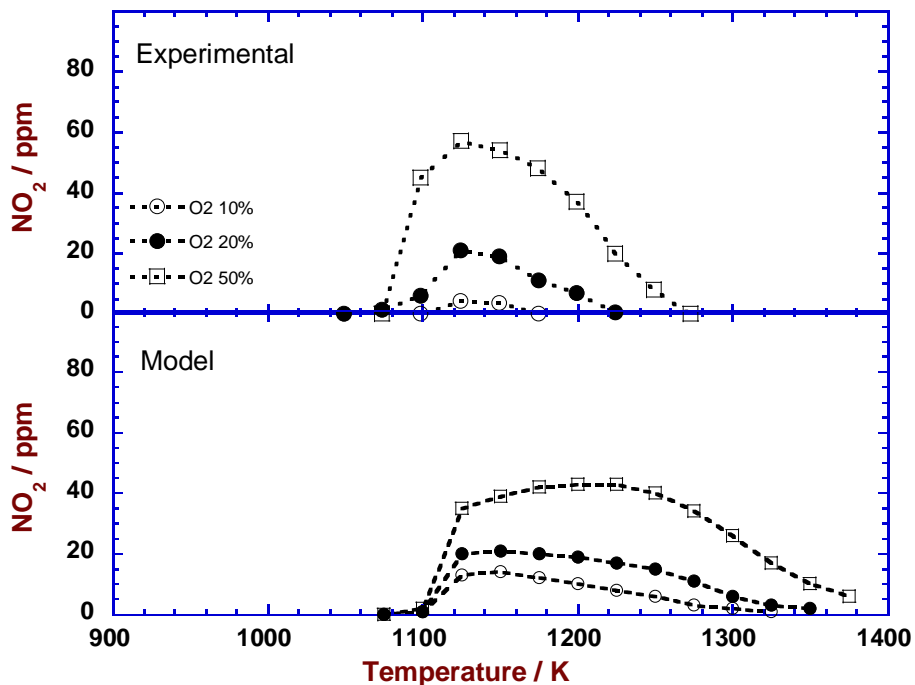 Experimental
NO2 / ppm
80
60
40
20
0
O2 10%
O2 20%
O2 50%
Model
NO2 / ppm
80
60
40
20
0
900 1000 1100 1200 1300 1400
Temperature / K